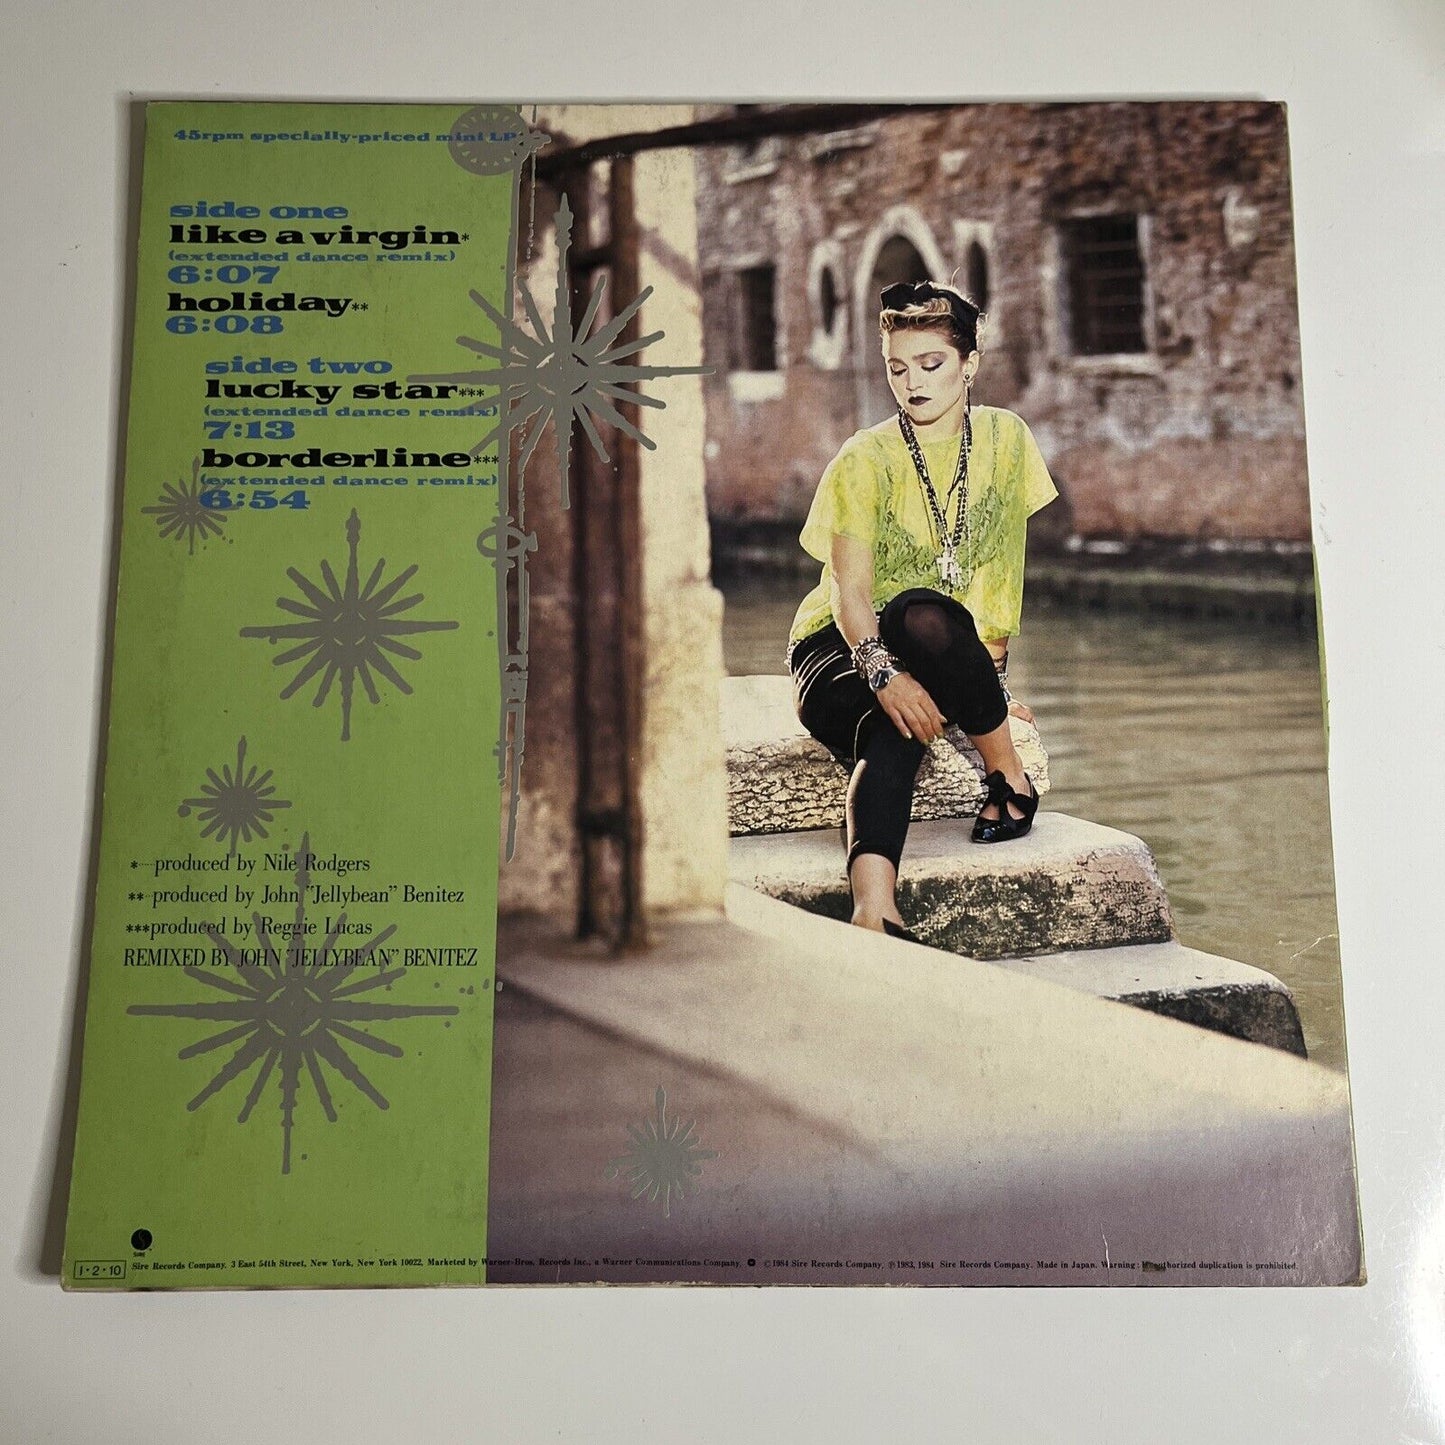 45rpm specially-priced mini LP
side one
like a virgin*
(extended dance remix)
6:07
holiday**
6:08
side two
lucky star***
(extended dance remix)
7:13
borderline***
(extended dance remix)
6:54
*····produced by Nile Rodgers
**··produced by John "Jellybean" Benitez
***produced by Reggie Lucas
REMIXED BY JOHN "JELLYBEAN" BENITEZ
S
SIRE
1·2·10 Sire Records Company, 3 East 54th Street, New York, New York 10022, Marketed by Warner-Bros. Records Inc., a Warner Communications Company. © 1984 Sire Records Company, ℗ 1983, 1984 Sire Records Company. Made in Japan. Warning: Unauthorized duplication is prohibited.